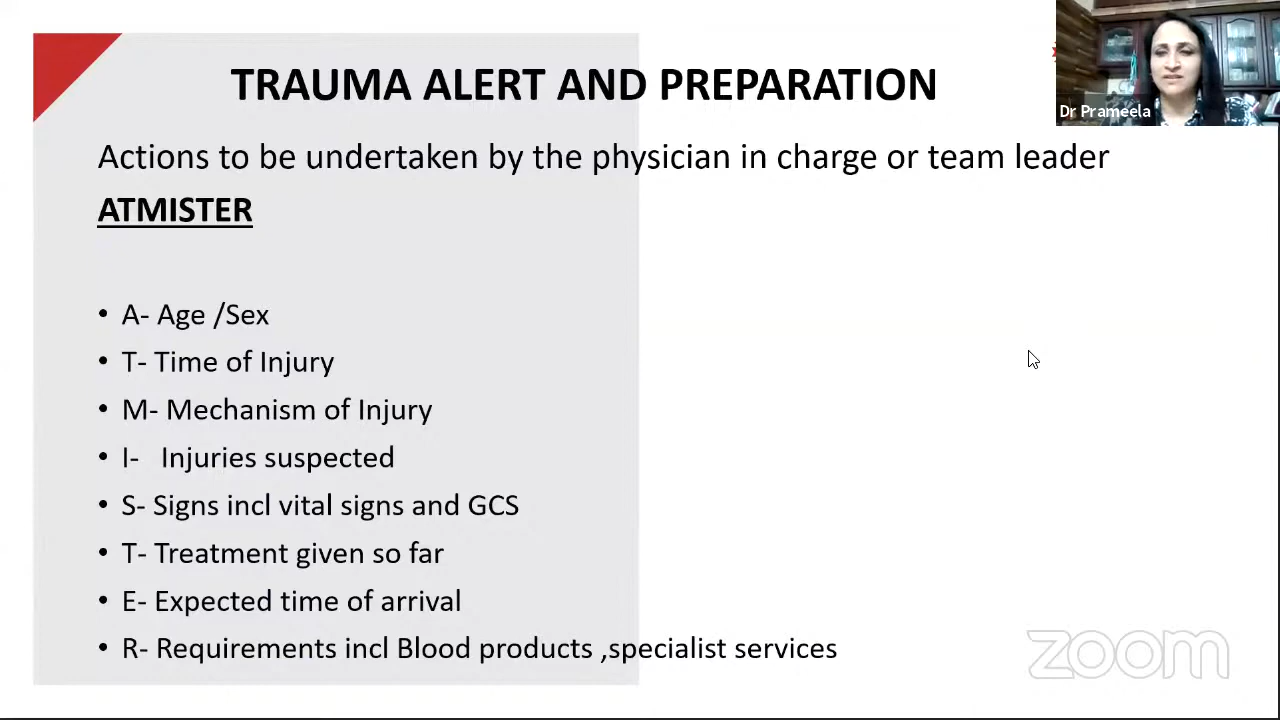 TRAUMA ALERT AND PREPARATION
Dr Prameela
Actions to be undertaken by the physician in charge or team leader
ATMISTER
• A- Age /Sex
• T- Time of Injury
• M- Mechanism of Injury
• I- Injuries suspected
• S- Signs incl vital signs and GCS
• T- Treatment given so far
• E- Expected time of arrival
• R- Requirements incl Blood products ,specialist services
zoom